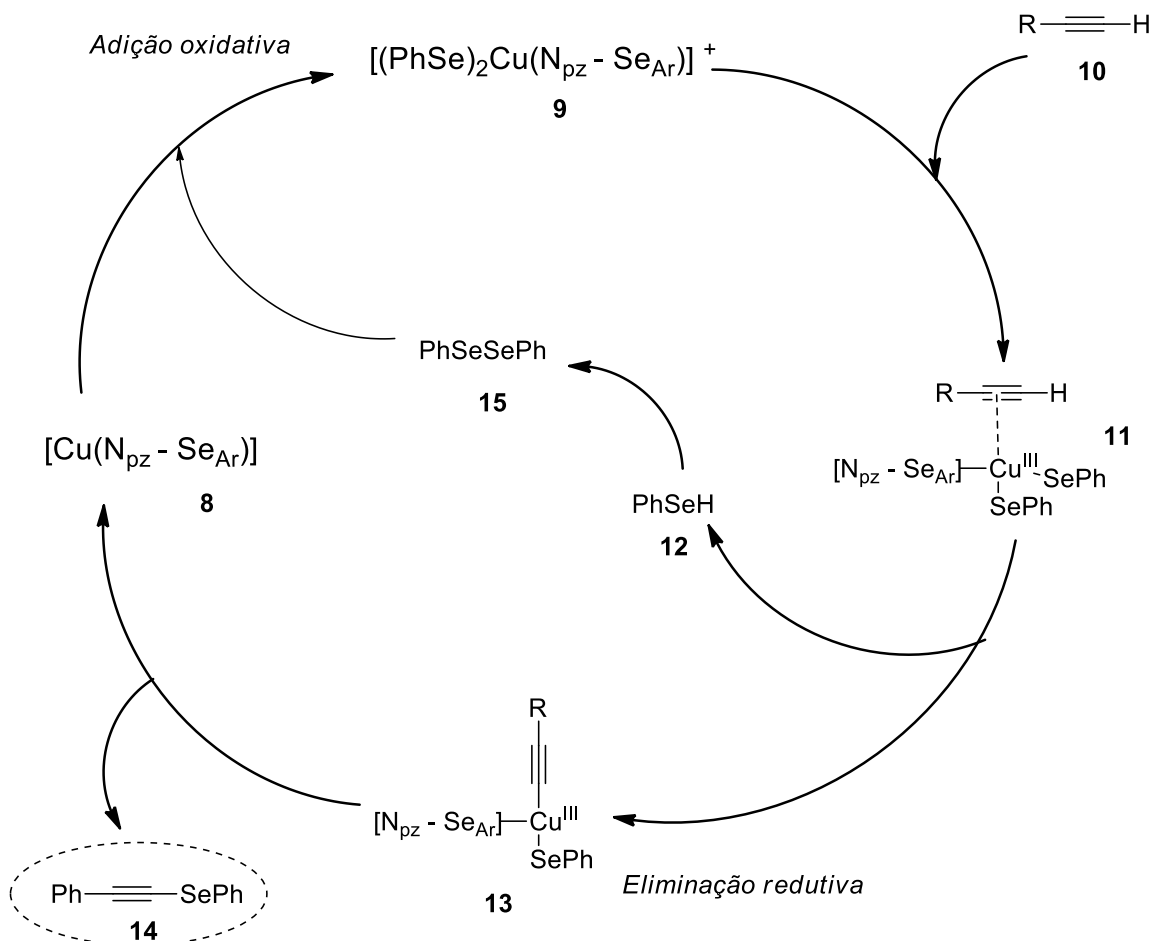 Adição oxidativa
[(PhSe)₂Cu(Npz - SeAr)] ⁺
9
R H
10
R H
11
[Npz - SeAr] Cuᴵᴵᴵ SePh
SePh
PhSeSePh
15
[Cu(Npz - SeAr)]
8
PhSeH
12
R
[Npz - SeAr] Cuᴵᴵᴵ
SePh
13
Eliminação redutiva
Ph SePh
14